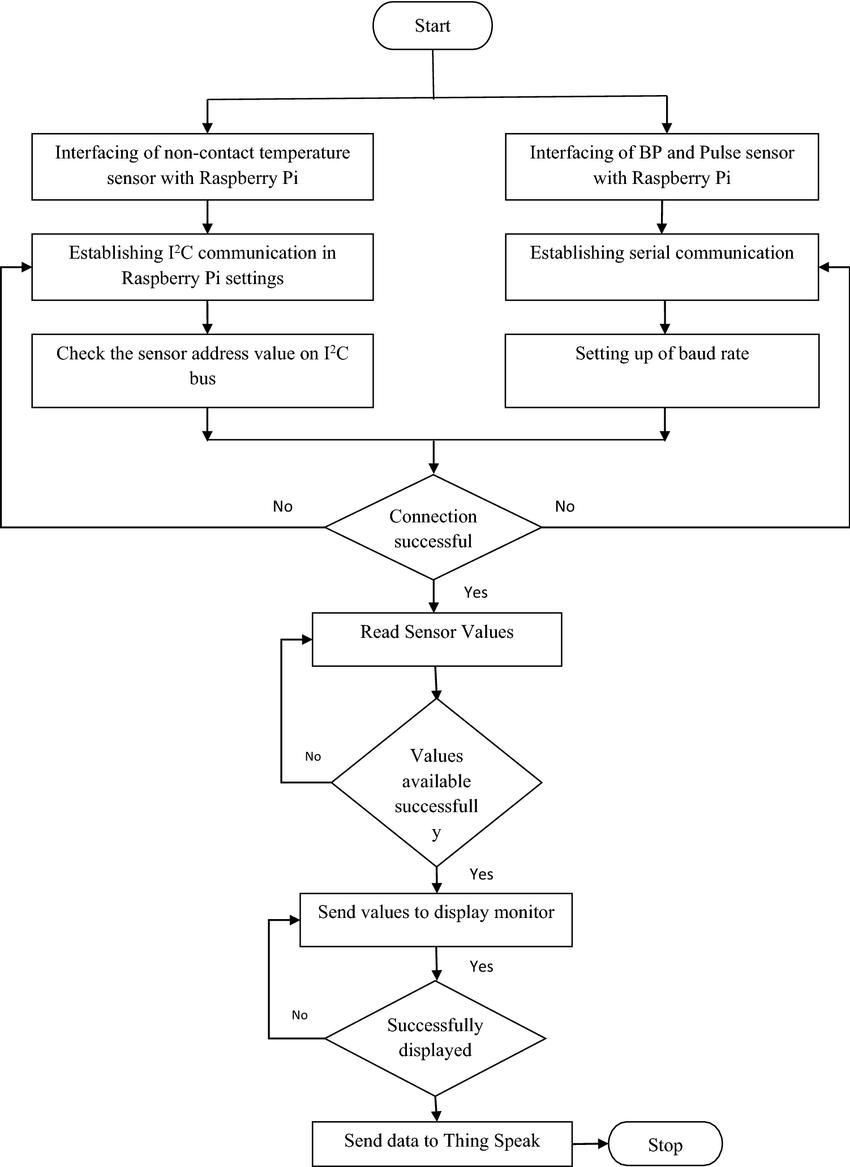 Start
Interfacing of non-contact temperature
sensor with Raspberry Pi
Interfacing of BP and Pulse sensor
with Raspberry Pi
Establishing I²C communication in
Raspberry Pi settings
Establishing serial communication
Check the sensor address value on I²C
bus
Setting up of baud rate
No
No
Connection
successful
Yes
Read Sensor Values
No
Values
available
successfull
y
Yes
Send values to display monitor
Yes
No
Successfully
displayed
Send data to Thing Speak
Stop